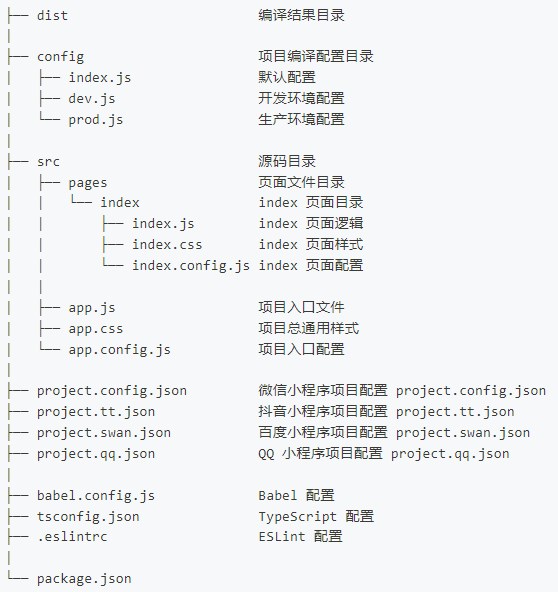 ├── dist                        编译结果目录
|
├── config                      项目编译配置目录
|   ├── index.js                默认配置
|   ├── dev.js                  开发环境配置
|   └── prod.js                 生产环境配置
|
├── src                         源码目录
|   ├── pages                   页面文件目录
|   |   └── index               index 页面目录
|   |       ├── index.js        index 页面逻辑
|   |       ├── index.css       index 页面样式
|   |       └── index.config.js index 页面配置
|   |
|   ├── app.js                  项目入口文件
|   ├── app.css                 项目总通用样式
|   └── app.config.js           项目入口配置
|
├── project.config.json         微信小程序项目配置 project.config.json
├── project.tt.json             抖音小程序项目配置 project.tt.json
├── project.swan.json           百度小程序项目配置 project.swan.json
├── project.qq.json             QQ 小程序项目配置 project.qq.json
|
├── babel.config.js             Babel 配置
├── tsconfig.json               TypeScript 配置
├── .eslintrc                   ESLint 配置
|
└── package.json